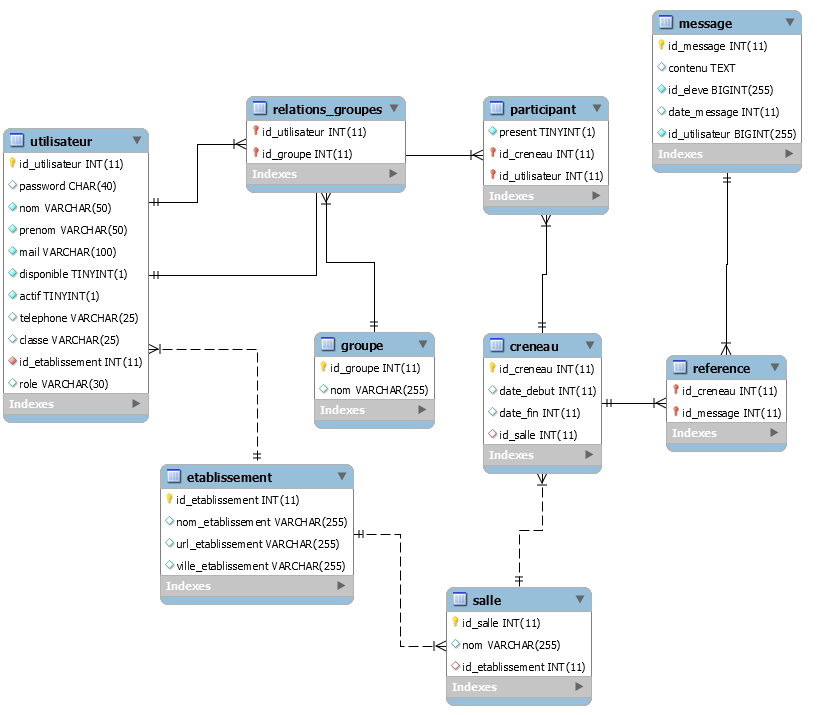 message
id_message INT(11)
contenu TEXT
id_eleve BIGINT(255)
date_message INT(11)
id_utilisateur BIGINT(255)
Indexes
relations_groupes
id_utilisateur INT(11)
id_groupe INT(11)
Indexes
participant
present TINYINT(1)
id_creneau INT(11)
id_utilisateur INT(11)
Indexes
utilisateur
id_utilisateur INT(11)
password CHAR(40)
nom VARCHAR(50)
prenom VARCHAR(50)
mail VARCHAR(100)
disponible TINYINT(1)
actif TINYINT(1)
telephone VARCHAR(25)
classe VARCHAR(25)
id_etablissement INT(11)
role VARCHAR(30)
Indexes
groupe
id_groupe INT(11)
nom VARCHAR(255)
Indexes
creneau
id_creneau INT(11)
date_debut INT(11)
date_fin INT(11)
id_salle INT(11)
Indexes
reference
id_creneau INT(11)
id_message INT(11)
Indexes
etablissement
id_etablissement INT(11)
nom_etablissement VARCHAR(255)
url_etablissement VARCHAR(255)
ville_etablissement VARCHAR(255)
Indexes
salle
id_salle INT(11)
nom VARCHAR(255)
id_etablissement INT(11)
Indexes